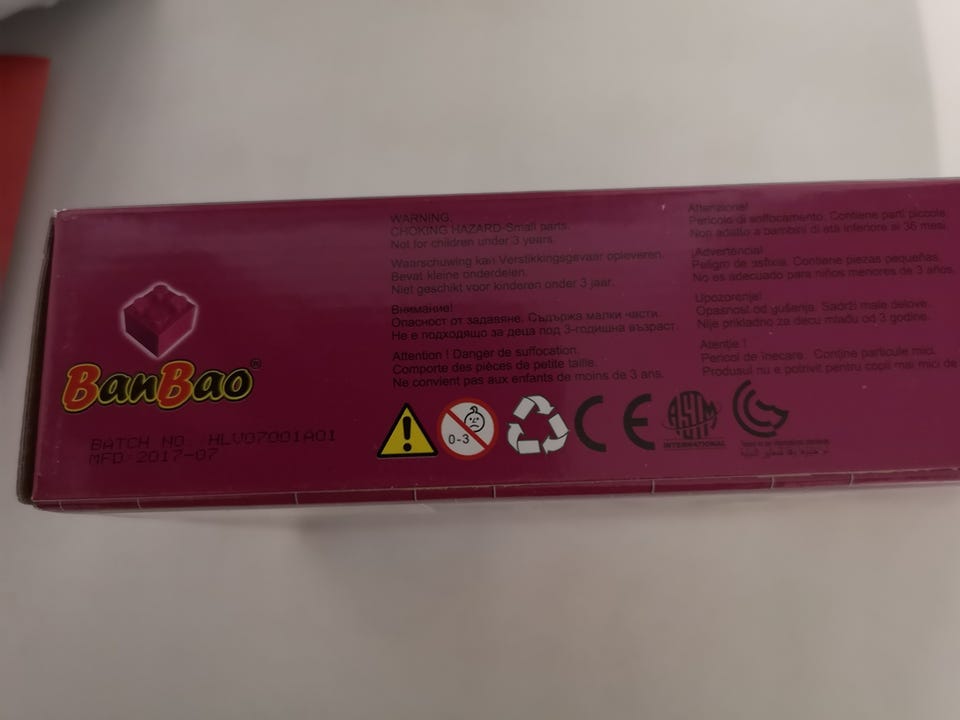 BanBao
BATCH NO: HLV07001A01
MFD 2017-07
WARNING:
CHOKING HAZARD-Small parts.
Not for children under 3 years.
Waarschuwing kan Verstikkingsgevaar opleveren.
Bevat kleine onderdelen.
Niet geschikt voor kinderen onder 3 jaar.
Внимание!
Опасност от задавяне. Съдържа малки части.
Не е подходящо за деца под 3-годишна възраст.
Attention ! Danger de suffocation.
Comporte des pièces de petite taille.
Ne convient pas aux enfants de moins de 3 ans.
Attenzione!
Pericolo di soffocamento. Contiene parti piccole.
Non adatto a bambini di età inferiore ai 36 mesi.
¡Advertencia!
Peligro de asfixia. Contiene piezas pequeñas.
No es adecuado para niños menores de 3 años.
Upozorenje!
Opasnost od gušenja. Sadrži male delove.
Nije prikladno za decu mlađu od 3 godine.
Atenţie !
Pericol de înecare. Conţine particule mici.
Produsul nu e potrivit pentru copii mai mici de
0-3
CE
ASTM
INTERNATIONAL